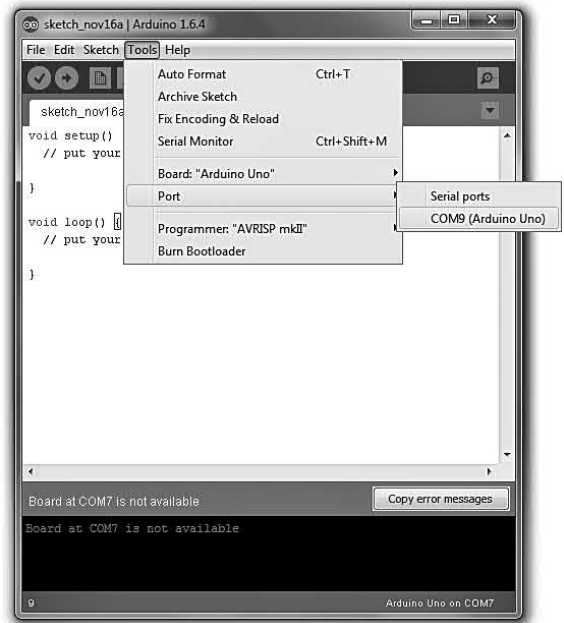 sketch_nov16a | Arduino 1.6.4
File Edit Sketch Tools Help
Auto Format Ctrl+T
Archive Sketch
Fix Encoding & Reload
Serial Monitor Ctrl+Shift+M
Board: "Arduino Uno"
Port
Serial ports
COM9 (Arduino Uno)
Programmer: "AVRISP mkII"
Burn Bootloader
sketch_nov16a
void setup()
// put your
}
void loop() {
// put your
}
Board at COM7 is not available
Copy error messages
Board at COM7 is not available
9
Arduino Uno on COM7